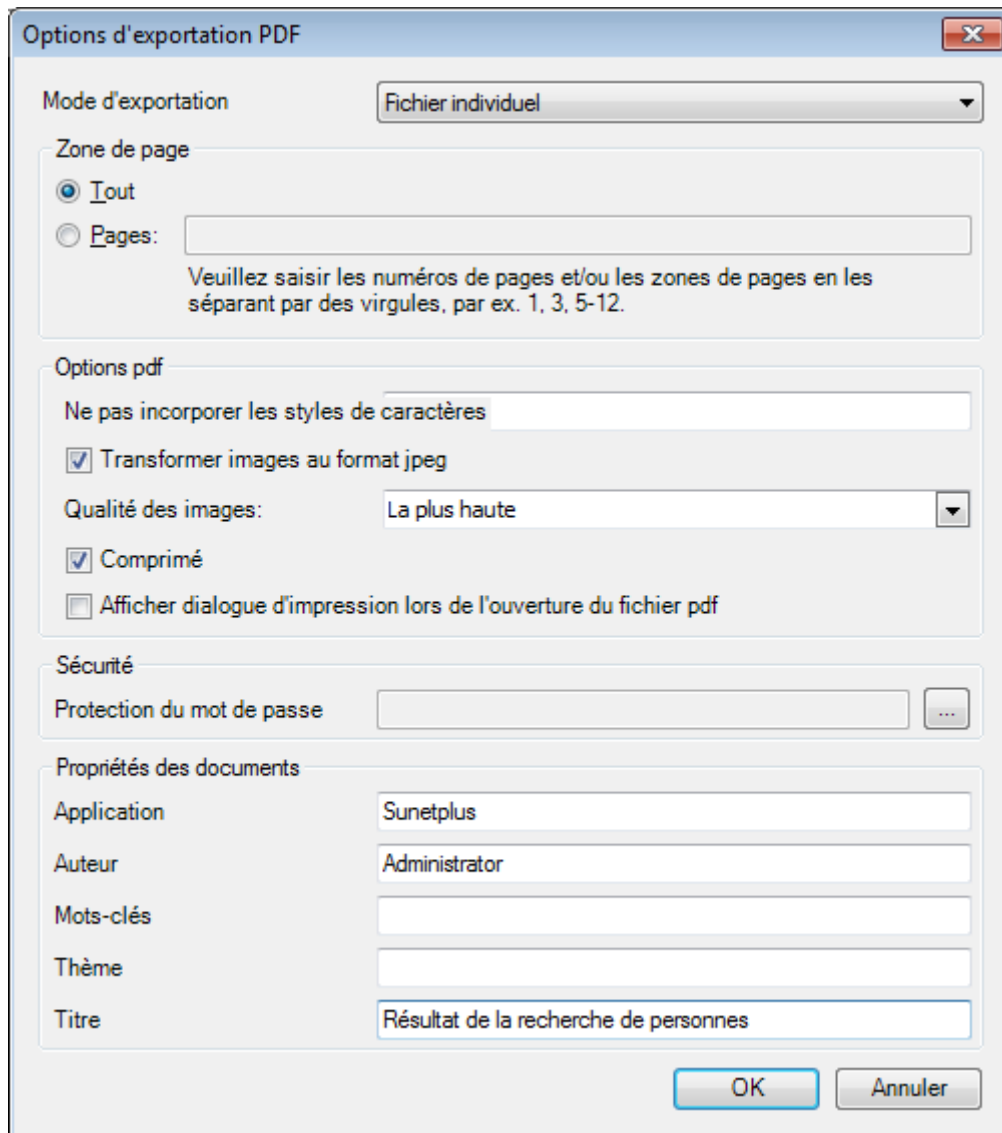 Options d'exportation PDF
Mode d'exportation Fichier individuel
Zone de page
Tout
Pages:
Veuillez saisir les numéros de pages et/ou les zones de pages en les
séparant par des virgules, par ex. 1, 3, 5-12.
Options pdf
Ne pas incorporer les styles de caractères
Transformer images au format jpeg
Qualité des images: La plus haute
Comprimé
Afficher dialogue d'impression lors de l'ouverture du fichier pdf
Sécurité
Protection du mot de passe ...
Propriétés des documents
Application Sunetplus
Auteur Administrator
Mots-clés
Thème
Titre Résultat de la recherche de personnes
OK Annuler